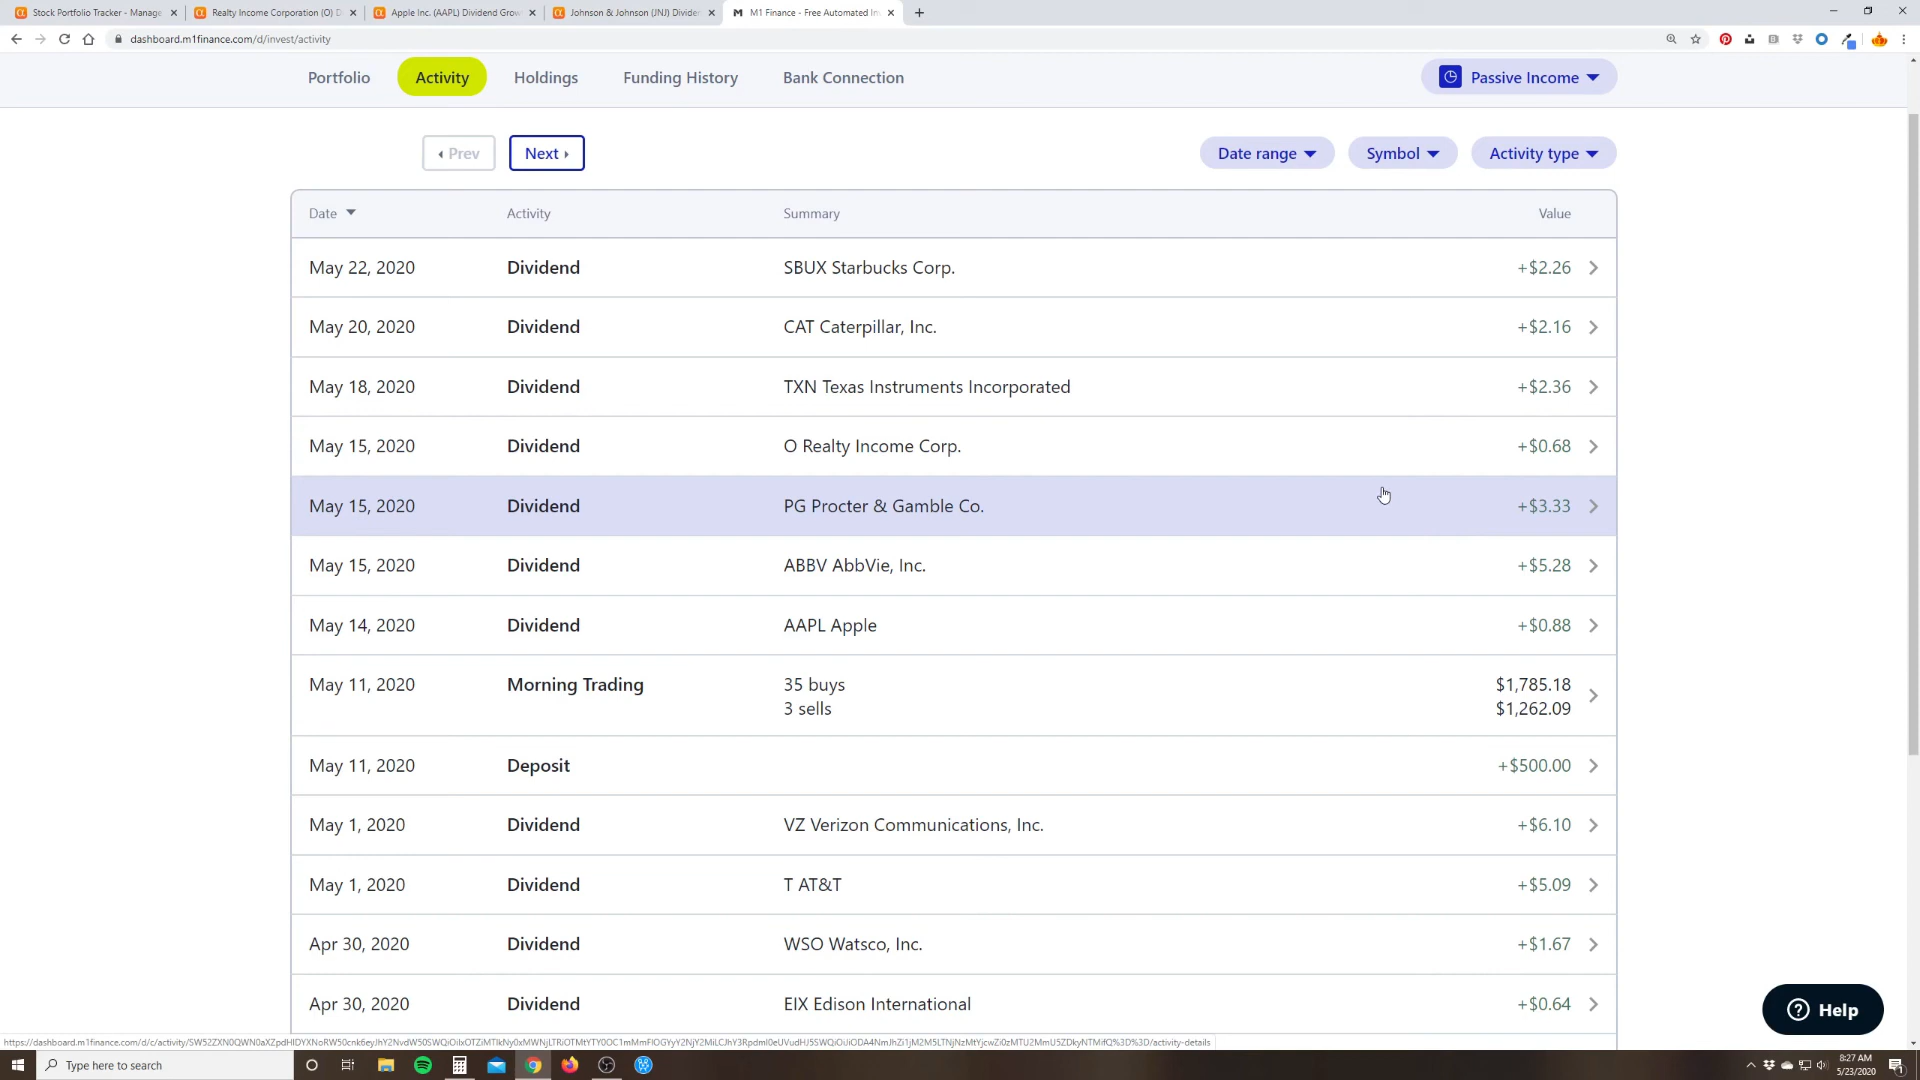 Stock Portfolio Tracker - Manage
Realty Income Corporation (O) D
Apple Inc. (AAPL) Dividend Grow
Johnson & Johnson (JNJ) Divide
M1 Finance - Free Automated In
dashboard.m1finance.com/d/invest/activity
Portfolio
Activity
Holdings
Funding History
Bank Connection
Passive Income
Prev
Next
Date range
Symbol
Activity type
Date Activity Summary Value
May 22, 2020 Dividend SBUX Starbucks Corp. +$2.26
May 20, 2020 Dividend CAT Caterpillar, Inc. +$2.16
May 18, 2020 Dividend TXN Texas Instruments Incorporated +$2.36
May 15, 2020 Dividend O Realty Income Corp. +$0.68
May 15, 2020 Dividend PG Procter & Gamble Co. +$3.33
May 15, 2020 Dividend ABBV AbbVie, Inc. +$5.28
May 14, 2020 Dividend AAPL Apple +$0.88
May 11, 2020 Morning Trading 35 buys $1,785.18
3 sells $1,262.09
May 11, 2020 Deposit +$500.00
May 1, 2020 Dividend VZ Verizon Communications, Inc. +$6.10
May 1, 2020 Dividend T AT&T +$5.09
Apr 30, 2020 Dividend WSO Watsco, Inc. +$1.67
Apr 30, 2020 Dividend EIX Edison International +$0.64
Help
Type here to search
8:27 AM
5/23/2020